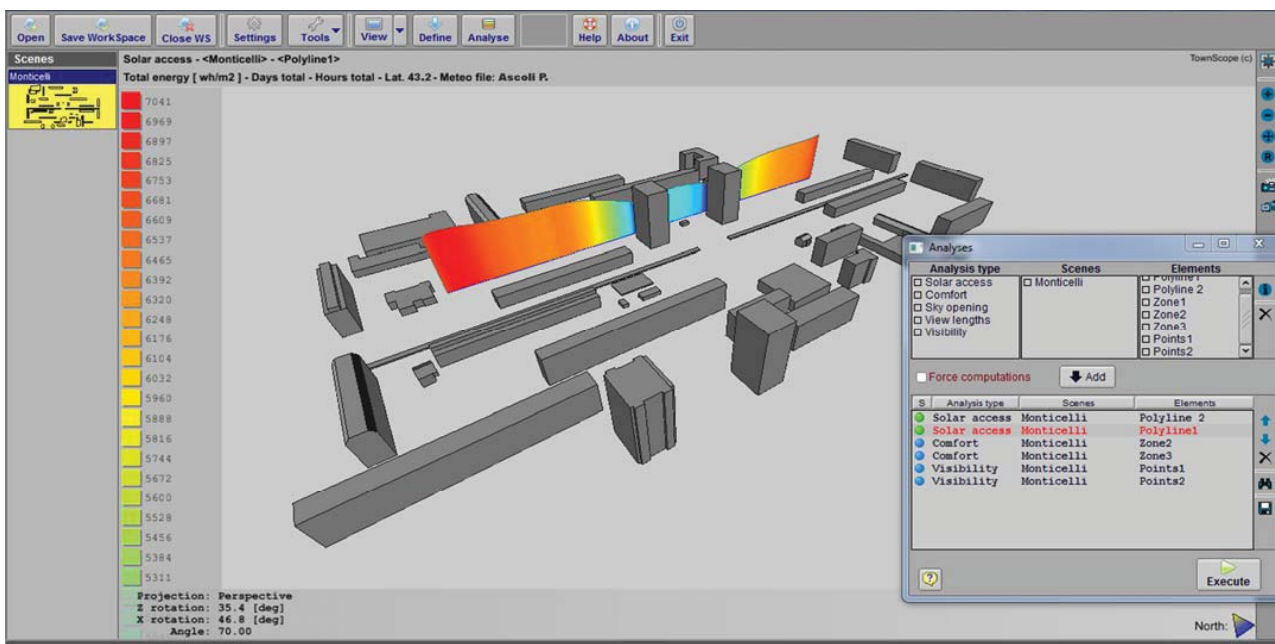 Open Save WorkSpace Close WS Settings Tools View Define Analyse Help About Exit
Scenes
Monticelli
Solar access - <Monticelli> - <Polyline1>
TownScope (c)
Total energy [ wh/m2 ] - Days total - Hours total - Lat. 43.2 - Meteo file: Ascoli P.
7041
6969
6897
6825
6753
6681
6609
6537
6465
6392
6320
6248
6176
6104
6032
5960
5888
5816
5744
5672
5600
5528
5456
5384
5311
Projection: Perspective
Z rotation: 35.4 [deg]
X rotation: 46.8 [deg]
Angle: 70.00
R
Analyses
Analysis type Scenes Elements
Solar access Monticelli Polyline1
Comfort Polyline 2
Sky opening Zone1
View lengths Zone2
Visibility Zone3
Points1
Points2
Force computations Add
S Analysis type Scenes Elements
Solar access Monticelli Polyline 2
Solar access Monticelli Polyline1
Comfort Monticelli Zone2
Comfort Monticelli Zone3
Visibility Monticelli Points1
Visibility Monticelli Points2
Execute
North: